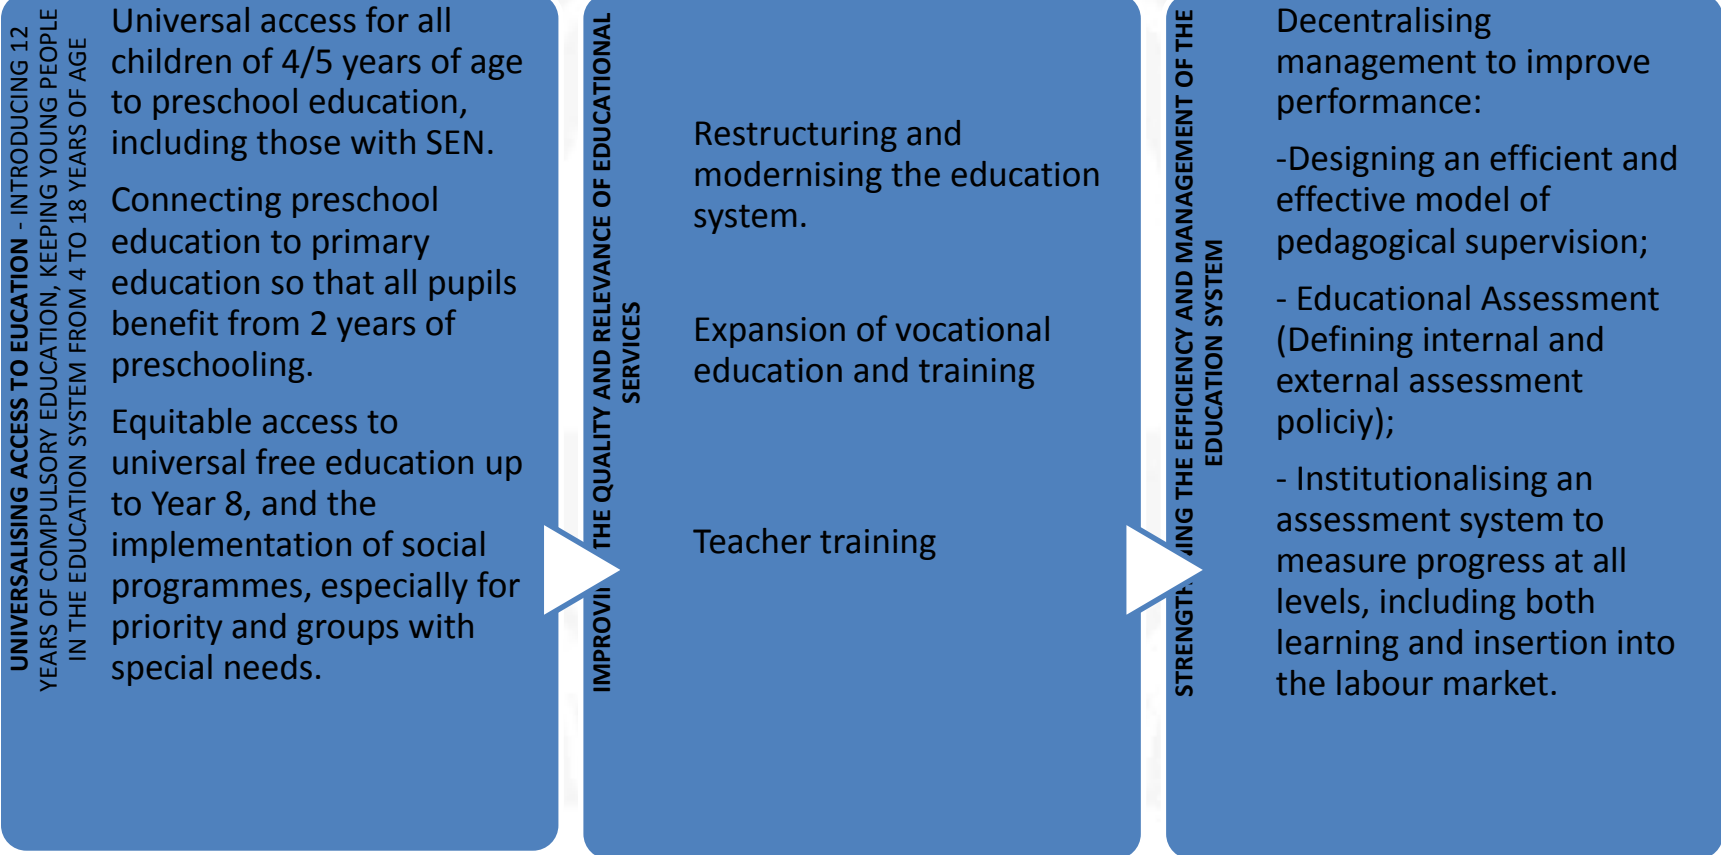 UNIVERSALISING ACCESS TO EUCATION - INTRODUCING 12
YEARS OF COMPULSORY EDUCATION, KEEPING YOUNG PEOPLE
IN THE EDUCATION SYSTEM FROM 4 TO 18 YEARS OF AGE
Universal access for all
children of 4/5 years of age
to preschool education,
including those with SEN.
Connecting preschool
education to primary
education so that all pupils
benefit from 2 years of
preschooling.
Equitable access to
universal free education up
to Year 8, and the
implementation of social
programmes, especially for
priority and groups with
special needs.
IMPROVING THE QUALITY AND RELEVANCE OF EDUCATIONAL
SERVICES
Restructuring and
modernising the education
system.
Expansion of vocational
education and training
Teacher training
STRENGTHENING THE EFFICIENCY AND MANAGEMENT OF THE
EDUCATION SYSTEM
Decentralising
management to improve
performance:
-Designing an efficient and
effective model of
pedagogical supervision;
- Educational Assessment
(Defining internal and
external assessment
policiy);
- Institutionalising an
assessment system to
measure progress at all
levels, including both
learning and insertion into
the labour market.